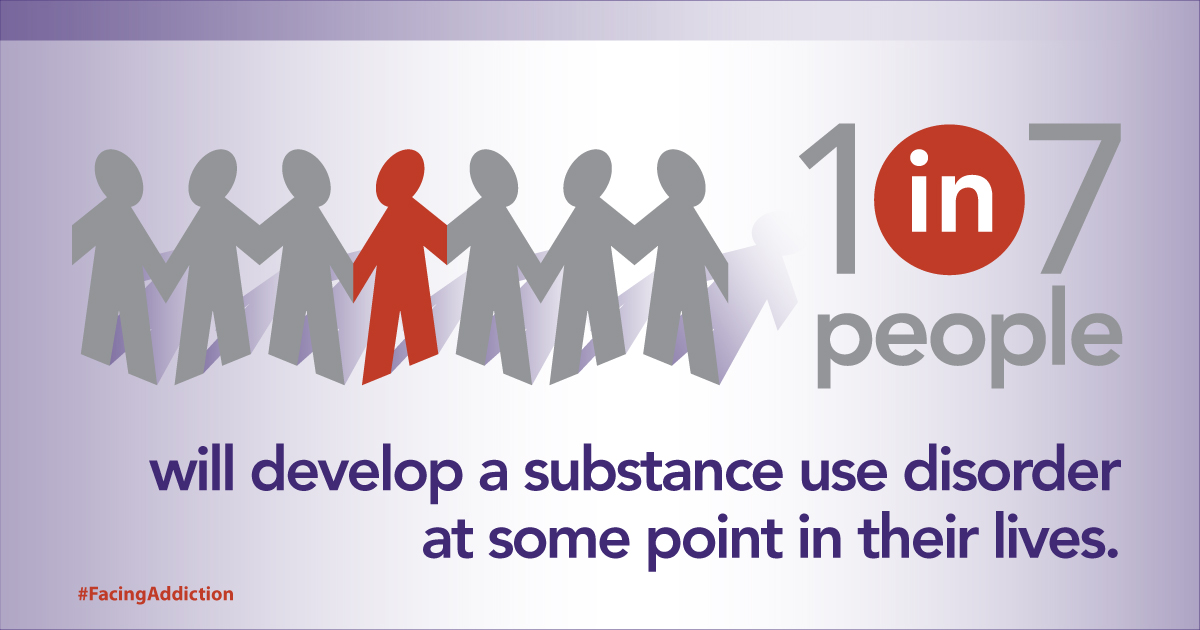 1 in 7
people
will develop a substance use disorder
at some point in their lives.
#FacingAddiction